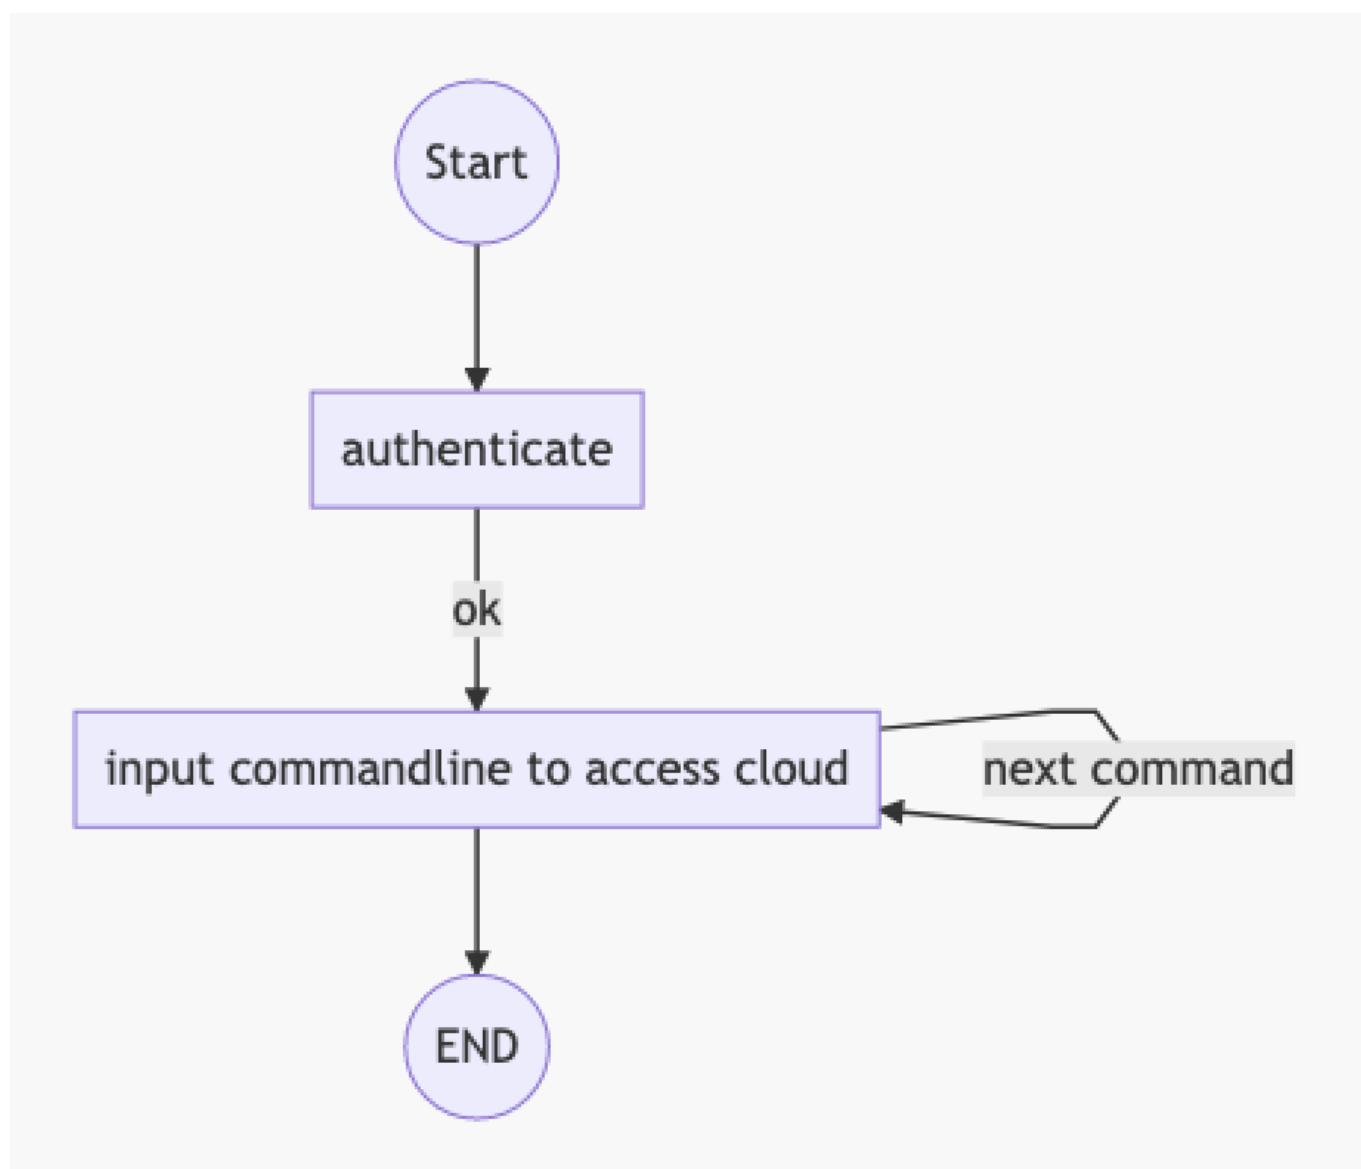 Start
authenticate
ok
input commandline to access cloud
next command
END